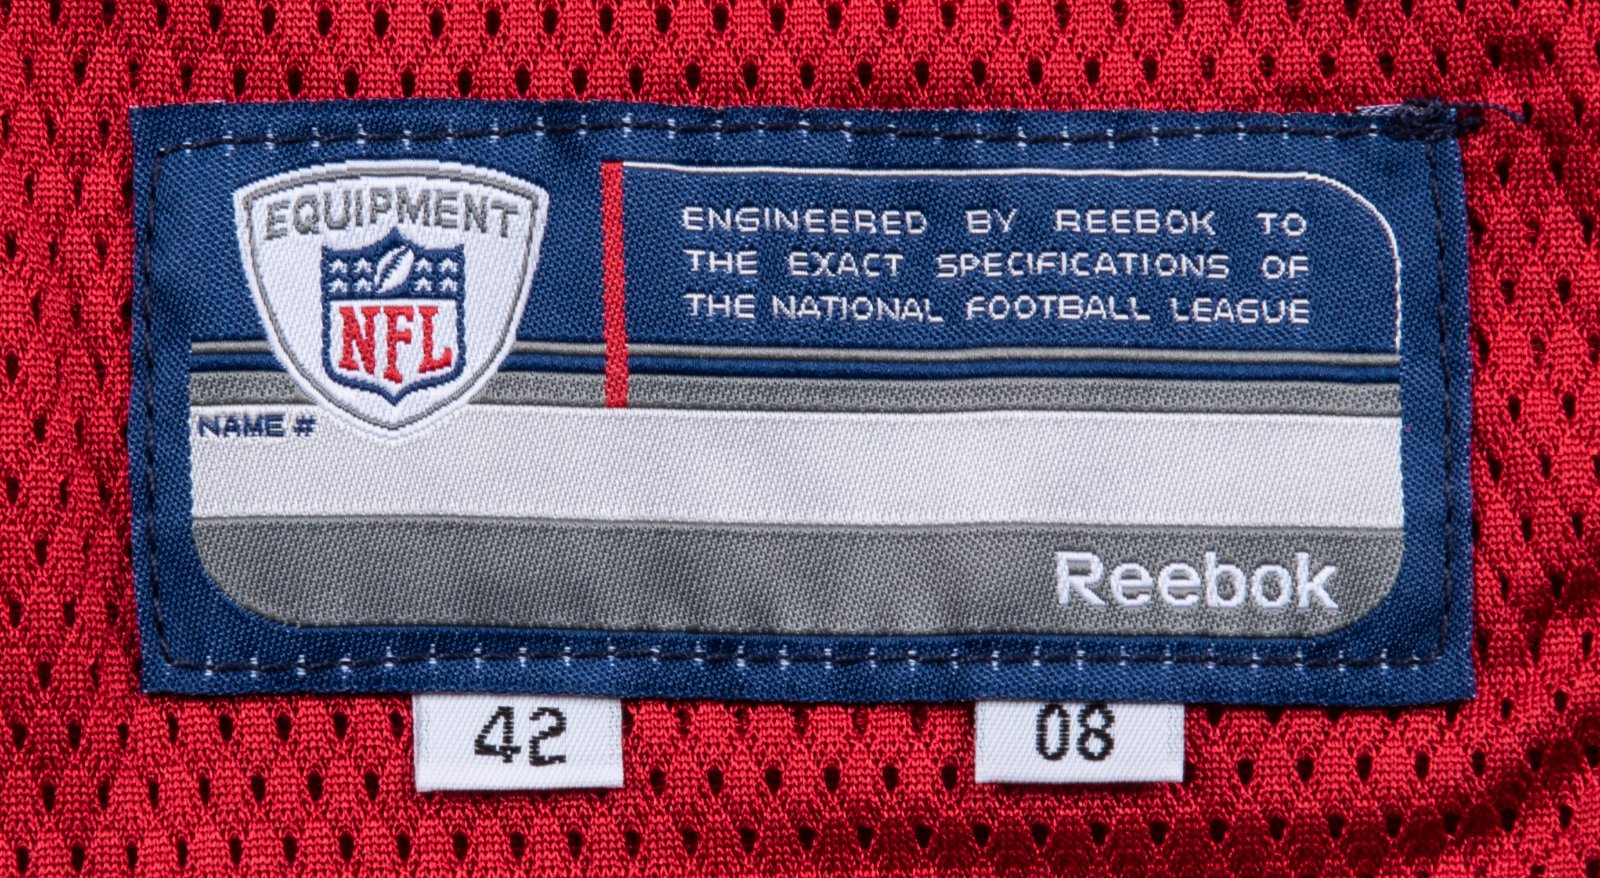 EQUIPMENT
NFL
ENGINEERED BY REEBOK TO
THE EXACT SPECIFICATIONS OF
THE NATIONAL FOOTBALL LEAGUE
NAME #
Reebok
42
08